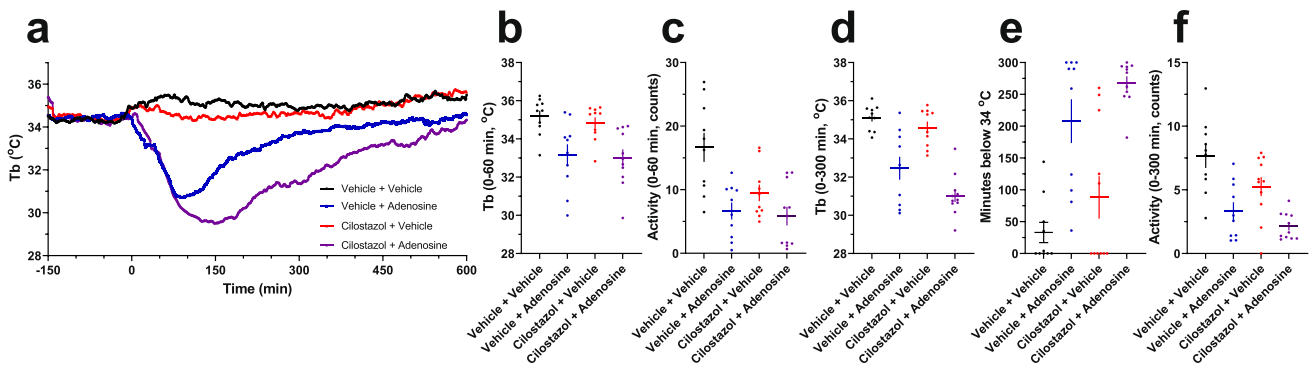 a
b
c
d
e
f
Tb (°C)
36
34
32
30
28
-150
0
150
300
450
600
Time (min)
Vehicle + Vehicle
Vehicle + Adenosine
Cilostazol + Vehicle
Cilostazol + Adenosine
Tb (0-60 min, °C)
38
36
34
32
30
28
Vehicle + Vehicle
Vehicle + Adenosine
Cilostazol + Vehicle
Cilostazol + Adenosine
Activity (0-60 min, counts)
30
20
10
0
Vehicle + Vehicle
Vehicle + Adenosine
Cilostazol + Vehicle
Cilostazol + Adenosine
Tb (0-300 min, °C)
38
36
34
32
30
28
Vehicle + Vehicle
Vehicle + Adenosine
Cilostazol + Vehicle
Cilostazol + Adenosine
Minutes below 34 °C
300
250
200
150
100
50
0
Vehicle + Vehicle
Vehicle + Adenosine
Cilostazol + Vehicle
Cilostazol + Adenosine
Activity (0-300 min, counts)
15
10
5
0
Vehicle + Vehicle
Vehicle + Adenosine
Cilostazol + Vehicle
Cilostazol + Adenosine